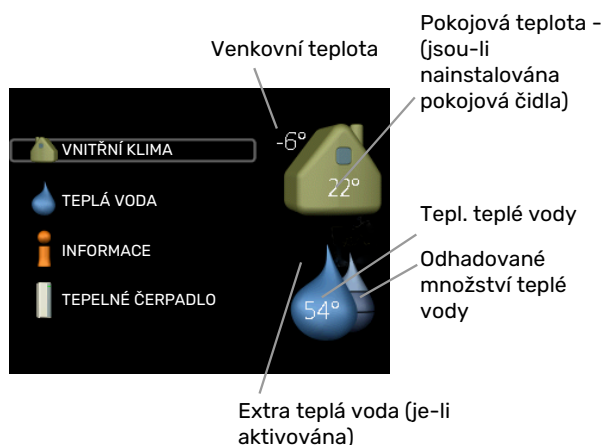 Pokojová teplota -
(jsou-li
nainstalována
pokojová čidla)
Venkovní teplota
-6°
VNITŘNÍ KLIMA
22°
TEPLÁ VODA
Tepl. teplé vody
INFORMACE
Odhadované
množství teplé
vody
TEPELNÉ ČERPADLO
54°
Extra teplá voda (je-li
aktivována)